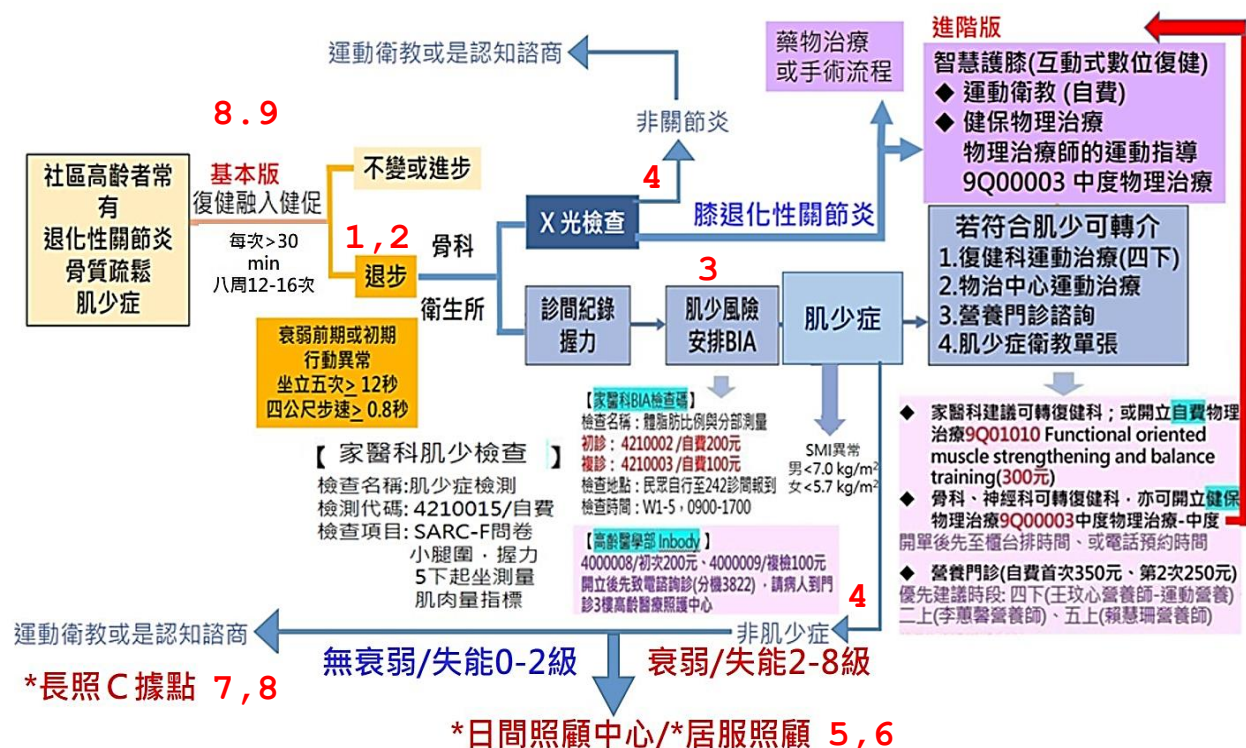 運動衛教或是認知諮商
藥物治療
或手術流程
進階版
智慧護膝(互動式數位復健)
◆ 運動衛教 (自費)
◆ 健保物理治療
物理治療師的運動指導
9Q00003 中度物理治療
8.9
非關節炎
4
社區高齡者常
有
退化性關節炎
骨質疏鬆
肌少症
基本版
復健融入健促
每次>30
min
八周12-16次
不變或進步
1,2
退步
骨科
衛生所
X 光檢查
膝退化性關節炎
3
診間紀錄
握力
肌少風險
安排BIA
肌少症
若符合肌少可轉介
1.復健科運動治療(四下)
2.物治中心運動治療
3.營養門診諮詢
4.肌少症衛教單張
衰弱前期或初期
行動異常
坐立五次≥ 12秒
四公尺步速≥ 0.8秒
【 家醫科肌少檢查 】
檢查名稱:肌少症檢測
檢測代碼: 4210015/自費
檢查項目: SARC-F問卷
小腿圍﹐握力
5下起坐測量
肌肉量指標
【家醫科BIA檢查碼】
檢查名稱：體脂肪比例與分部測量
初診： 4210002 /自費200元
複診： 4210003 /自費100元
檢查地點：民眾自行至242診間報到
檢查時間：W1-5，0900-1700
【高齡醫學部 Inbody 】
4000008/初次200元、4000009/複檢100元
開立後先致電諮詢診(分機3822)，請病人到門
診3樓高齡醫療照護中心
SMI異常
男<7.0 kg/m²
女<5.7 kg/m²
◆ 家醫科建議可轉復健科；或開立自費物理
治療9Q01010 Functional oriented
muscle strengthening and balance
training(300元)
◆ 骨科、神經科可轉復健科，亦可開立健保
物理治療9Q00003中度物理治療-中度
開單後先至櫃台排時間、或電話預約時間
◆ 營養門診(自費首次350元、第2次250元)
優先建議時段: 四下(王玟心營養師-運動營養)
二上(李蕙馨營養師)、五上(賴慧珊營養師)
4
非肌少症
運動衛教或是認知諮商
無衰弱/失能0-2級
衰弱/失能2-8級
*長照C據點 7,8
*日間照顧中心/*居服照顧 5,6